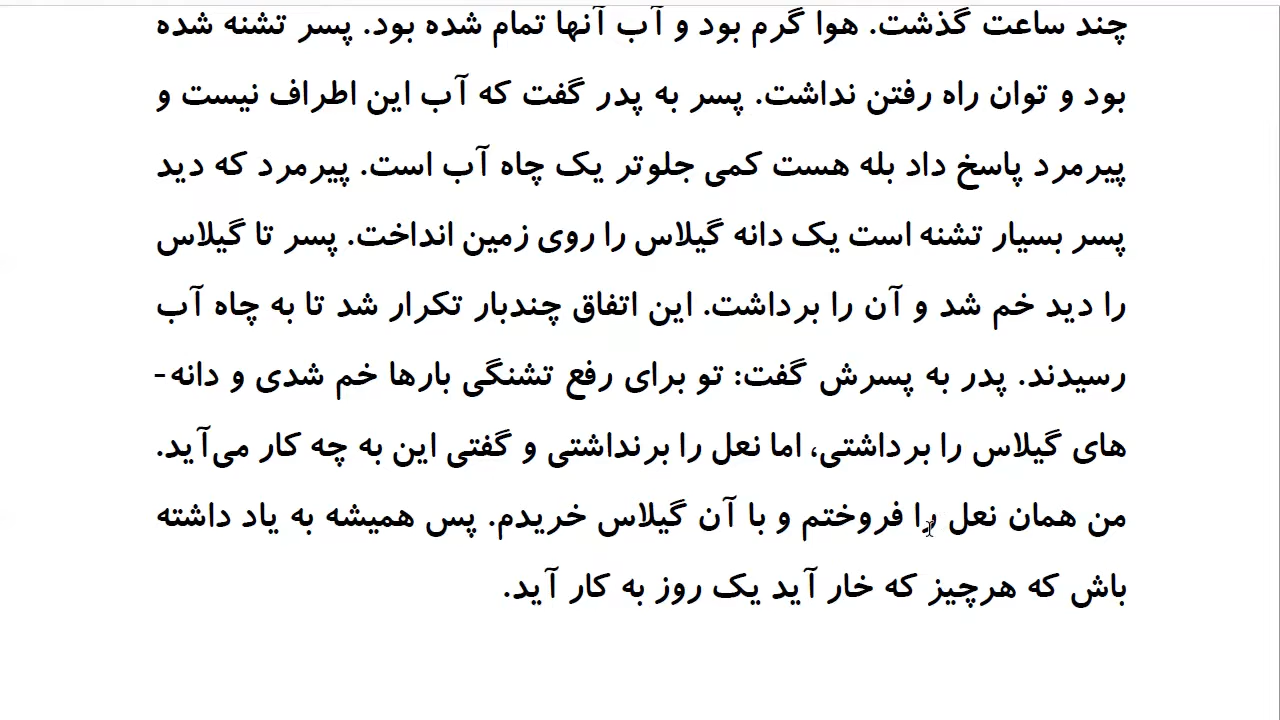 چند ساعت گذشت. هوا گرم بود و آب آنها تمام شده بود. پسر تشنه شده
بود و توان راه رفتن نداشت. پسر به پدر گفت که آب این اطراف نیست و
پیرمرد پاسخ داد بله هست کمی جلوتر یک چاه آب است. پیرمرد که دید
پسر بسیار تشنه است یک دانه گیلاس را روی زمین انداخت. پسر تا گیلاس
را دید خم شد و آن را برداشت. این اتفاق چندبار تکرار شد تا به چاه آب
رسیدند. پدر به پسرش گفت: تو برای رفع تشنگی بارها خم شدی و دانه-
های گیلاس را برداشتی، اما نعل را برنداشتی و گفتی این به چه کار می‌آید.
من همان نعل را فروختم و با آن گیلاس خریدم. پس همیشه به یاد داشته
باش که هرچیز که خار آید یک روز به کار آید.